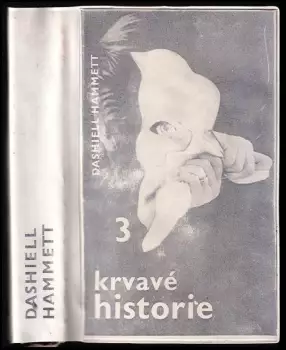 DASHIELL
HAMMETT
DASHIELL HAMMETT
3
krvavé
historie